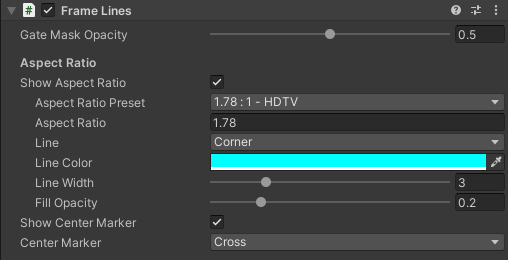 Frame Lines
Gate Mask Opacity 0.5
Aspect Ratio
Show Aspect Ratio
Aspect Ratio Preset 1.78 : 1 - HDTV
Aspect Ratio 1.78
Line Corner
Line Color
Line Width 3
Fill Opacity 0.2
Show Center Marker
Center Marker Cross